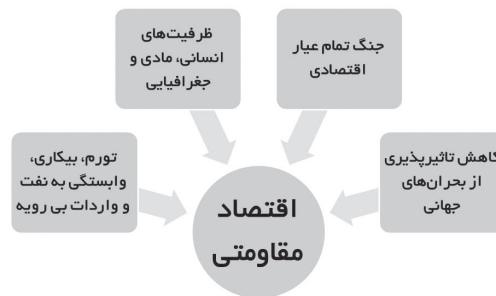 جنگ تمام عیار
اقتصادی
ظرفیت‌های
انسانی، مادی و
جغرافیایی
کاهش تاثیرپذیری
از بحران‌های
جهانی
تورم، بیکاری،
وابستگی به نفت
و واردات بی رویه
اقتصاد
مقاومتی